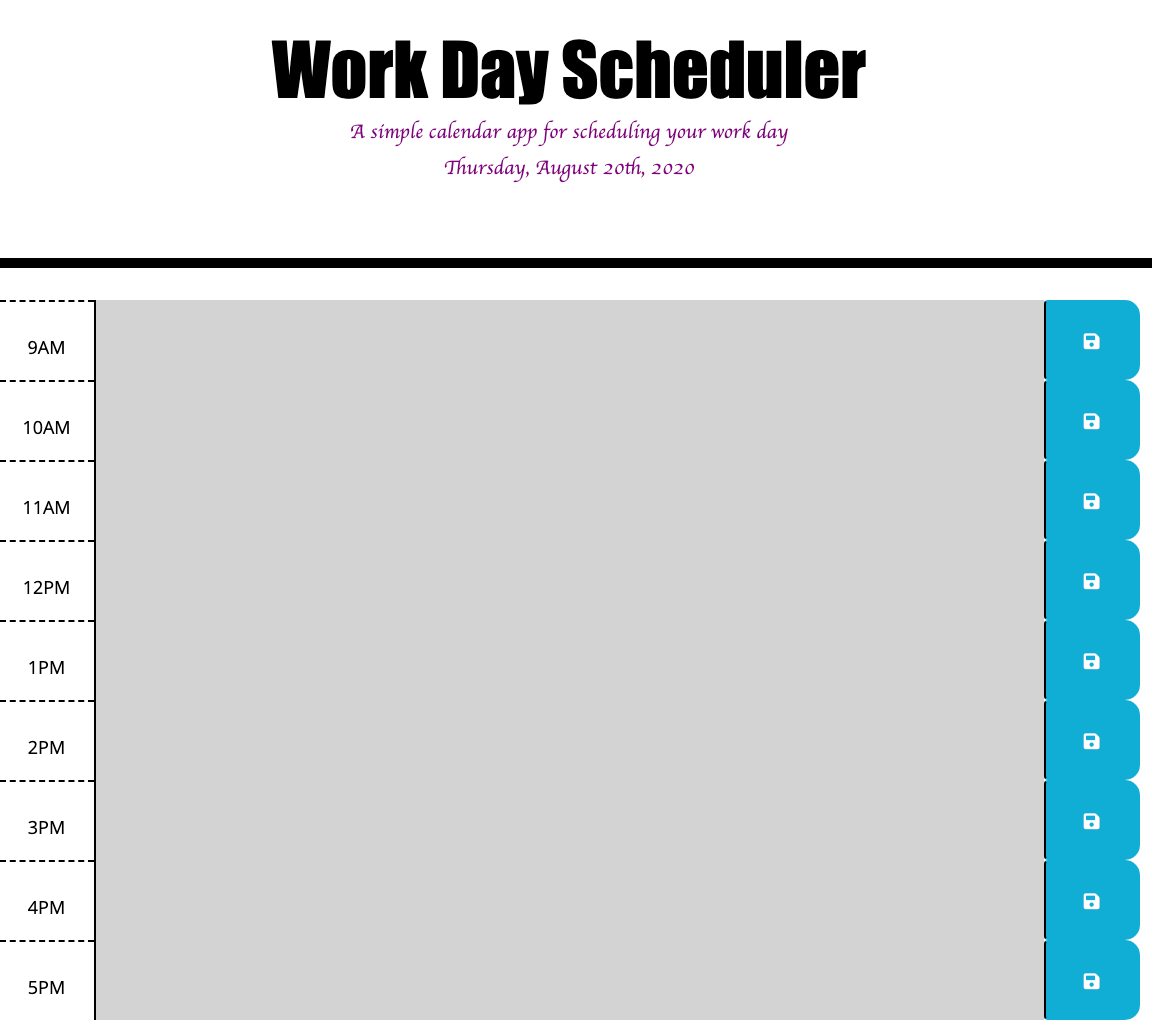 Work Day Scheduler
A simple calendar app for scheduling your work day
Thursday, August 20th, 2020
9AM
10AM
11AM
12PM
1PM
2PM
3PM
4PM
5PM